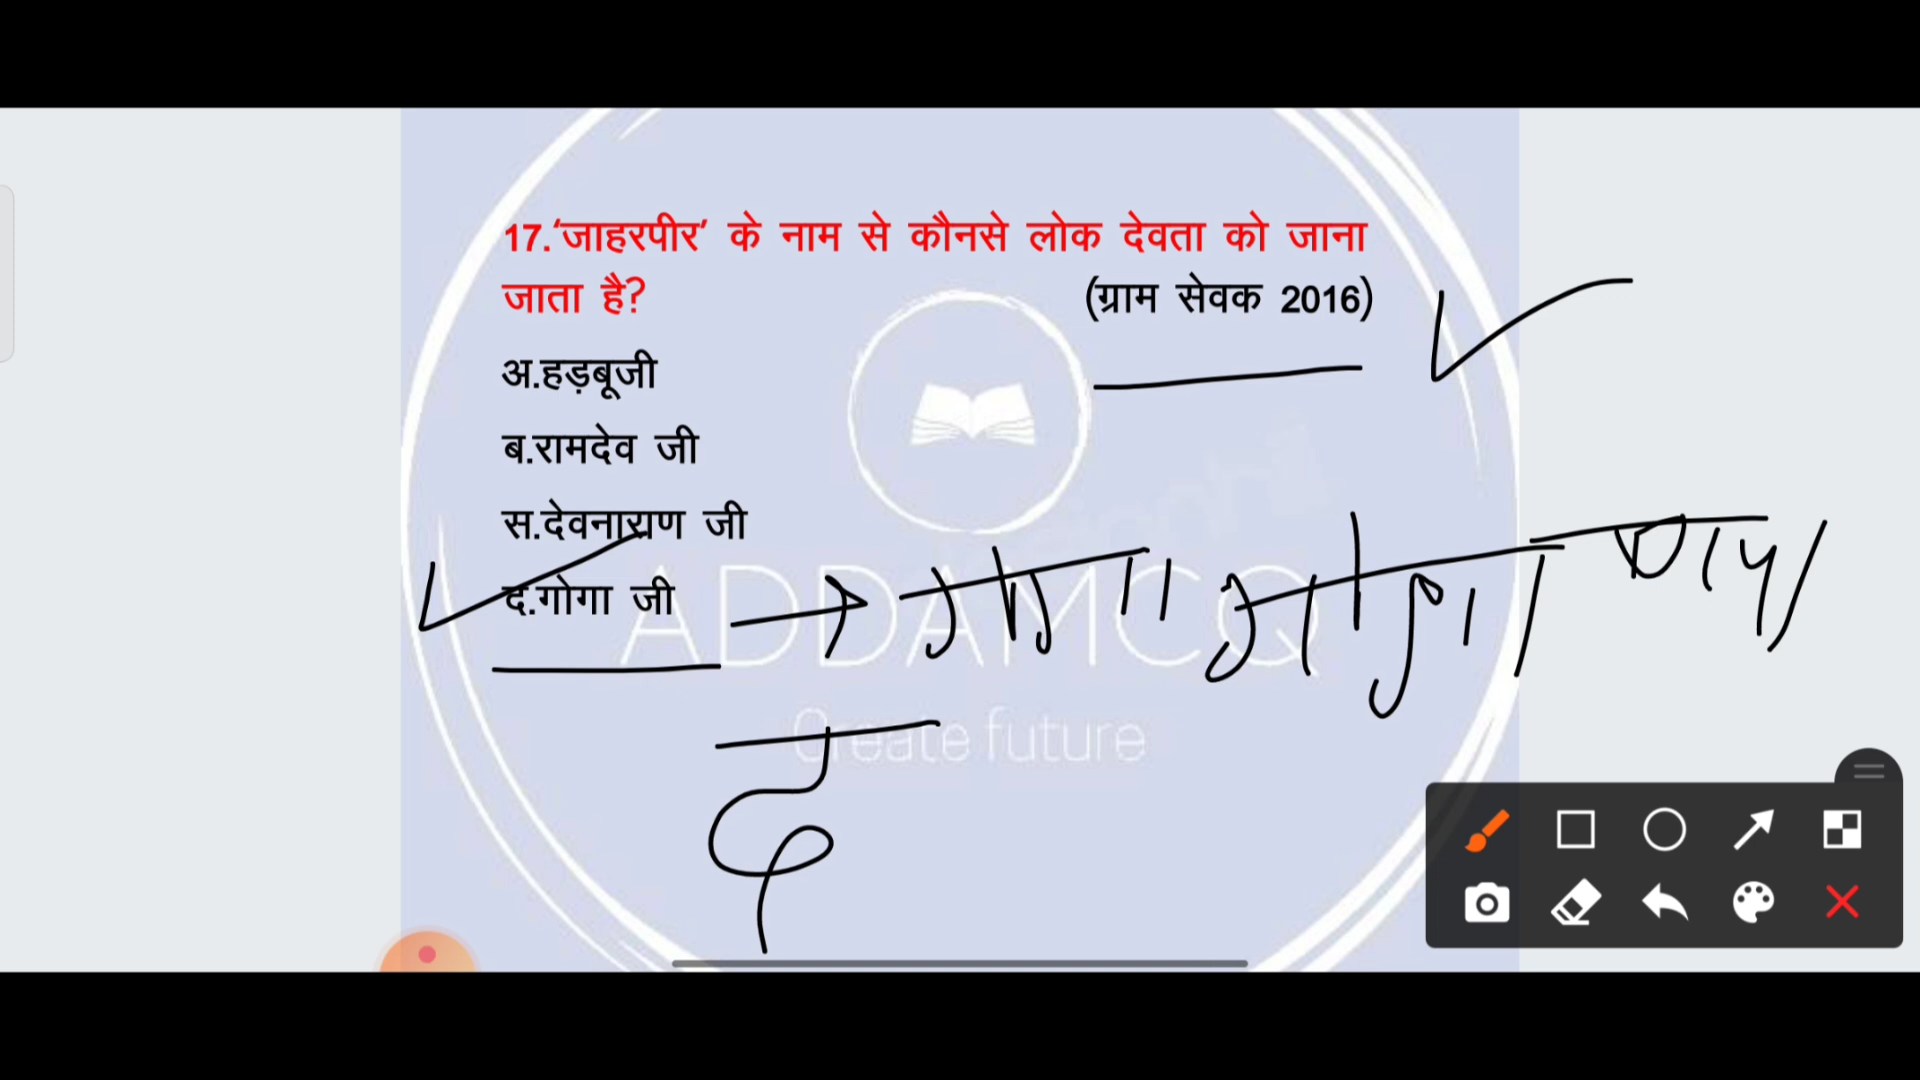 17.‘जाहरपीर’ के नाम से कौनसे लोक देवता को जाना
जाता है? (ग्राम सेवक 2016)
अ.हड़बूजी
ब.रामदेव जी
स.देवनारायण जी
द.गोगा जी
ADDAMCQ
Create future
द